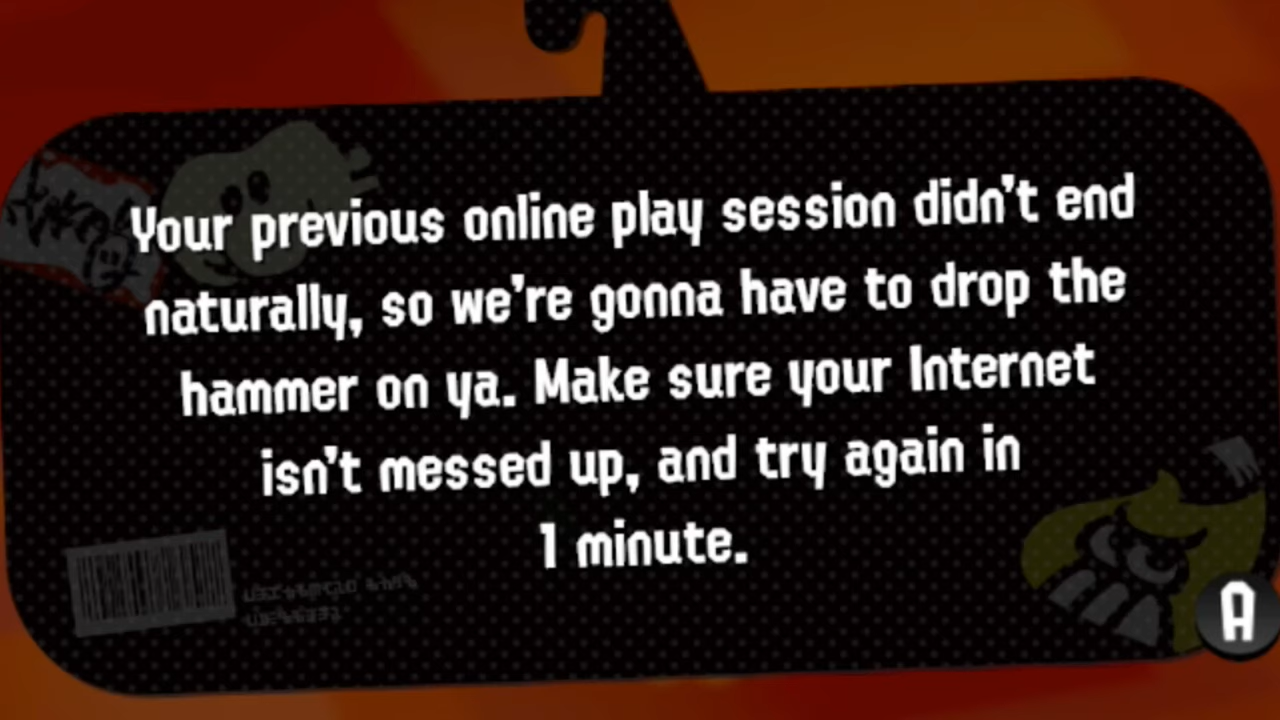 Your previous online play session didn't end
naturally, so we're gonna have to drop the
hammer on ya. Make sure your Internet
isn't messed up, and try again in
1 minute.
A